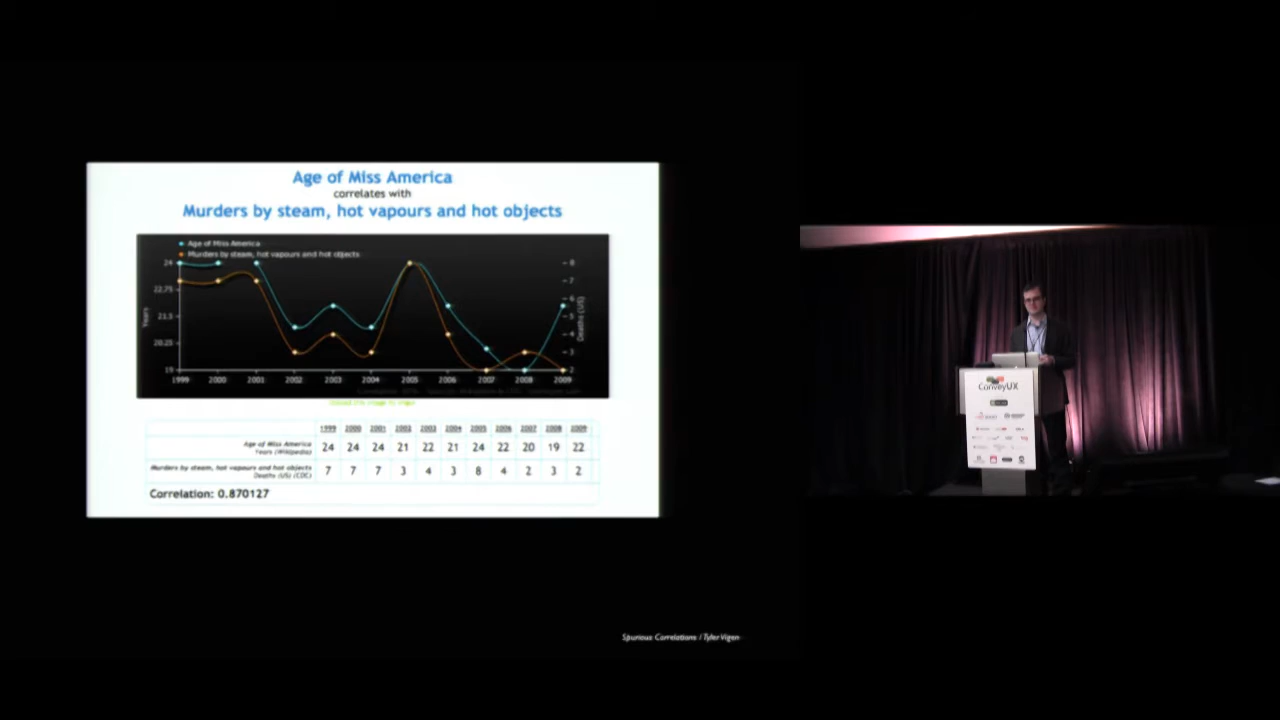 Age of Miss America
correlates with
Murders by steam, hot vapours and hot objects
Age of Miss America
Murders by steam, hot vapours and hot objects
24
22.75
21.5
20.25
19
Years
8
7
6
5
4
3
2
Deaths (US)
1999 2000 2001 2002 2003 2004 2005 2006 2007 2008 2009
1999 2000 2001 2002 2003 2004 2005 2006 2007 2008 2009
Age of Miss America
Years (Wikipedia)
24 24 24 21 22 21 24 22 20 19 22
Murders by steam, hot vapours and hot objects
Deaths (US) (CDC)
7 7 7 3 4 3 8 4 2 3 2
Correlation: 0.870127
Spurious Correlations / Tyler Vigen
ConveyUX